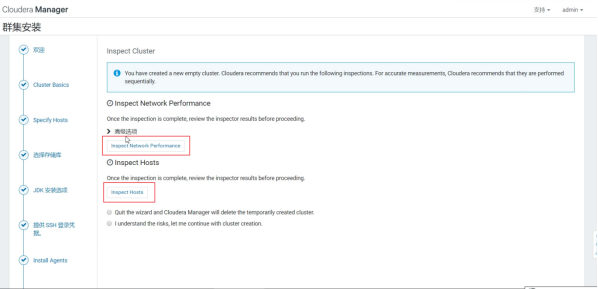 Cloudera Manager
支持
admin
群集安装
欢迎
Cluster Basics
Specify Hosts
选择存储库
JDK 安装选项
提供 SSH 登录凭
据。
Install Agents
Inspect Cluster
You have created a new empty cluster. Cloudera recommends that you run the following inspections. For accurate measurements, Cloudera recommends that they are performed
sequentially.
Inspect Network Performance
Once the inspection is complete, review the inspector results before proceeding.
高级选项
Inspect Network Performance
Inspect Hosts
Once the inspection is complete, review the inspector results before proceeding.
Inspect Hosts
Quit the wizard and Cloudera Manager will delete the temporarily created cluster.
I understand the risks, let me continue with cluster creation.